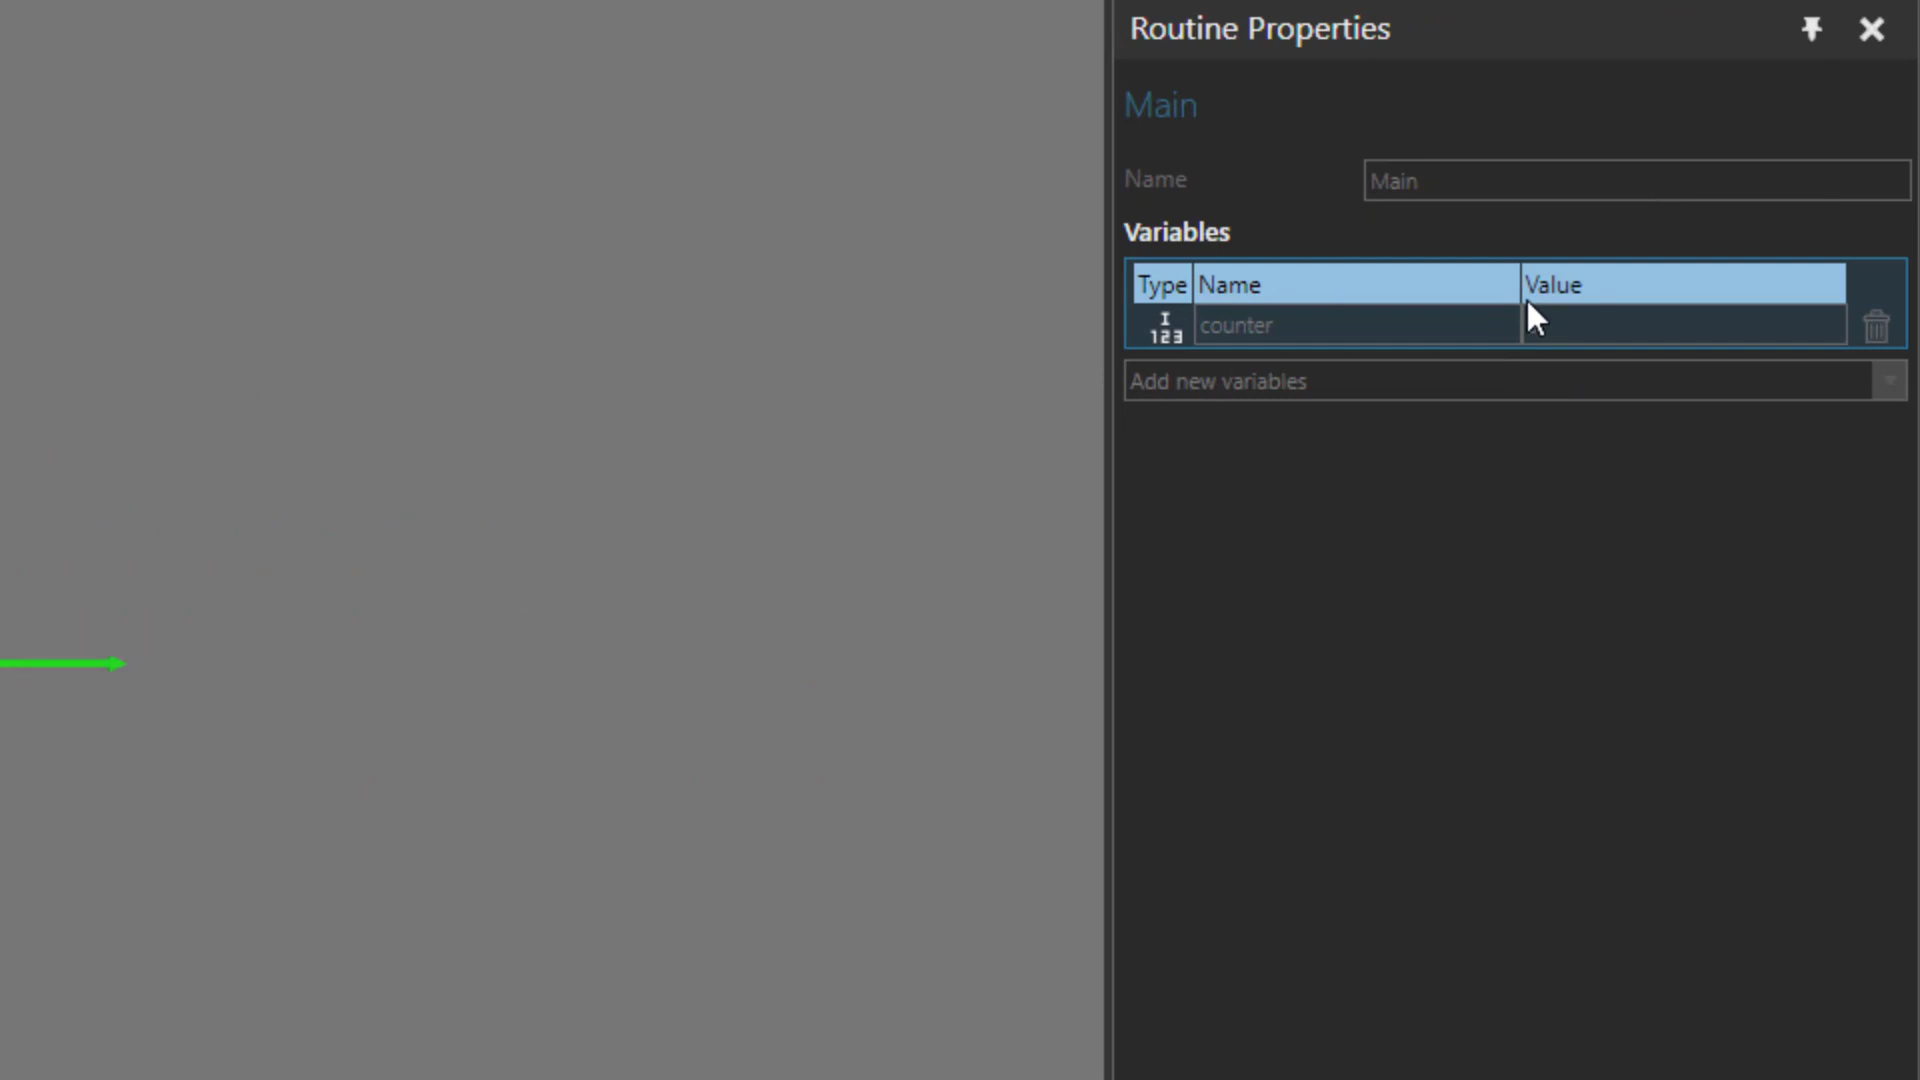 Routine Properties
Main
Name Main
Variables
Type Name Value
I
123 counter
Add new variables